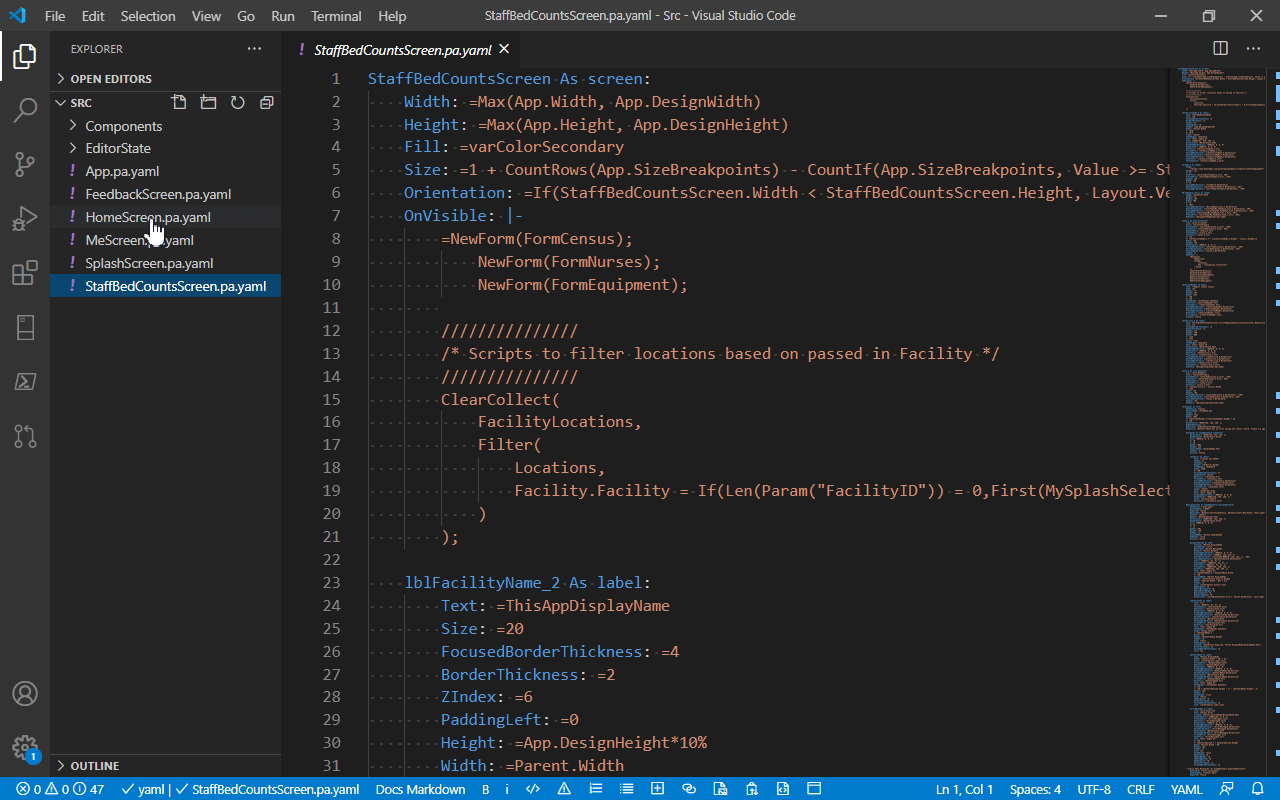 File Edit Selection View Go Run Terminal Help
StaffBedCountsScreen.pa.yaml - Src - Visual Studio Code
EXPLORER
OPEN EDITORS
SRC
Components
EditorState
! App.pa.yaml
! FeedbackScreen.pa.yaml
! HomeScreen.pa.yaml
! MeScreen.pa.yaml
! SplashScreen.pa.yaml
! StaffBedCountsScreen.pa.yaml
OUTLINE
! StaffBedCountsScreen.pa.yaml
1 StaffBedCountsScreen As screen:
2 Width: =Max(App.Width, App.DesignWidth)
3 Height: =Max(App.Height, App.DesignHeight)
4 Fill: =varColorSecondary
5 Size: =1 + CountRows(App.SizeBreakpoints) - CountIf(App.SizeBreakpoints, Value >= St
6 Orientation: =If(StaffBedCountsScreen.Width < StaffBedCountsScreen.Height, Layout.Ve
7 OnVisible: |-
8 =NewForm(FormCensus);
9 NewForm(FormNurses);
10 NewForm(FormEquipment);
11
12 ///////////////
13 /* Scripts to filter locations based on passed in Facility */
14 ///////////////
15 ClearCollect(
16 FacilityLocations,
17 Filter(
18 Locations,
19 Facility.Facility = If(Len(Param("FacilityID")) = 0,First(MySplashSelect
20 )
21 );
22
23 lblFacilityName_2 As label:
24 Text: =ThisAppDisplayName
25 Size: =20
26 FocusedBorderThickness: =4
27 BorderThickness: =2
28 ZIndex: =6
29 PaddingLeft: =0
30 Height: =App.DesignHeight*10%
31 Width: =Parent.Width
1
0 0 47 yaml | StaffBedCountsScreen.pa.yaml Docs Markdown B i </> Ln 1, Col 1 Spaces: 4 UTF-8 CRLF YAML